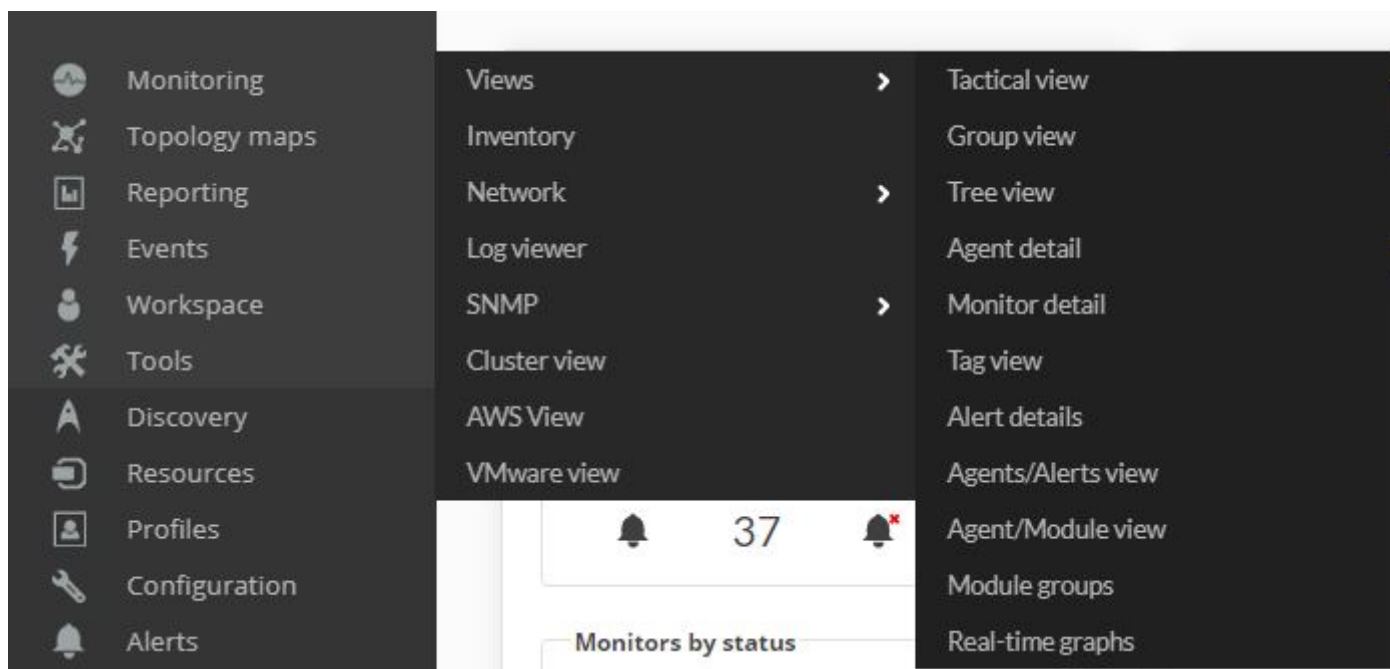 Monitoring
Topology maps
Reporting
Events
Workspace
Tools
Discovery
Resources
Profiles
Configuration
Alerts
Views
Inventory
Network
Log viewer
SNMP
Cluster view
AWS View
VMware view
37
Monitors by status
Tactical view
Group view
Tree view
Agent detail
Monitor detail
Tag view
Alert details
Agents/Alerts view
Agent/Module view
Module groups
Real-time graphs